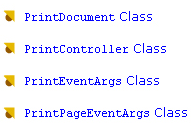 PrintDocument Class
PrintController Class
PrintEventArgs Class
PrintPageEventArgs Class